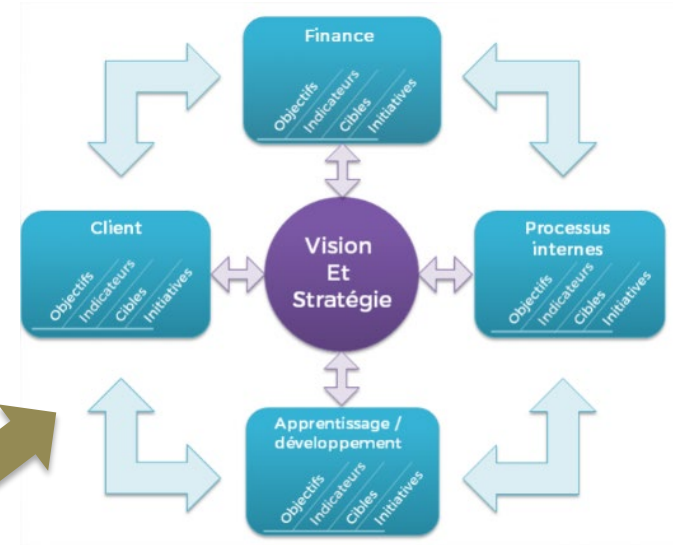 Finance
Objectifs
Indicateurs
Cibles
Initiatives
Client
Objectifs
Indicateurs
Cibles
Initiatives
Vision
Et
Stratégie
Processus
internes
Objectifs
Indicateurs
Cibles
Initiatives
Apprentissage /
développement
Objectifs
Indicateurs
Cibles
Initiatives